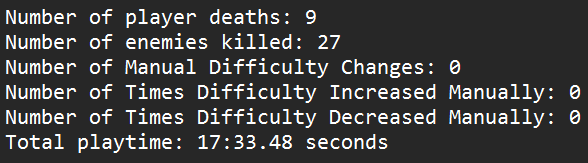 Number of player deaths: 9
Number of enemies killed: 27
Number of Manual Difficulty Changes: 0
Number of Times Difficulty Increased Manually: 0
Number of Times Difficulty Decreased Manually: 0
Total playtime: 17:33.48 seconds